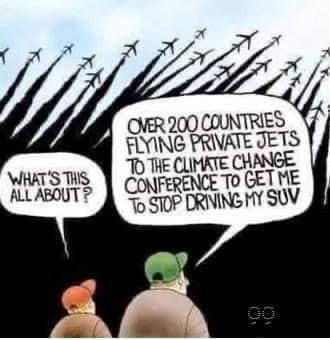 WHAT'S THIS
ALL ABOUT?
OVER 200 COUNTRIES
FLYING PRIVATE JETS
TO THE CLIMATE CHANGE
CONFERENCE TO GET ME
TO STOP DRIVING MY SUV